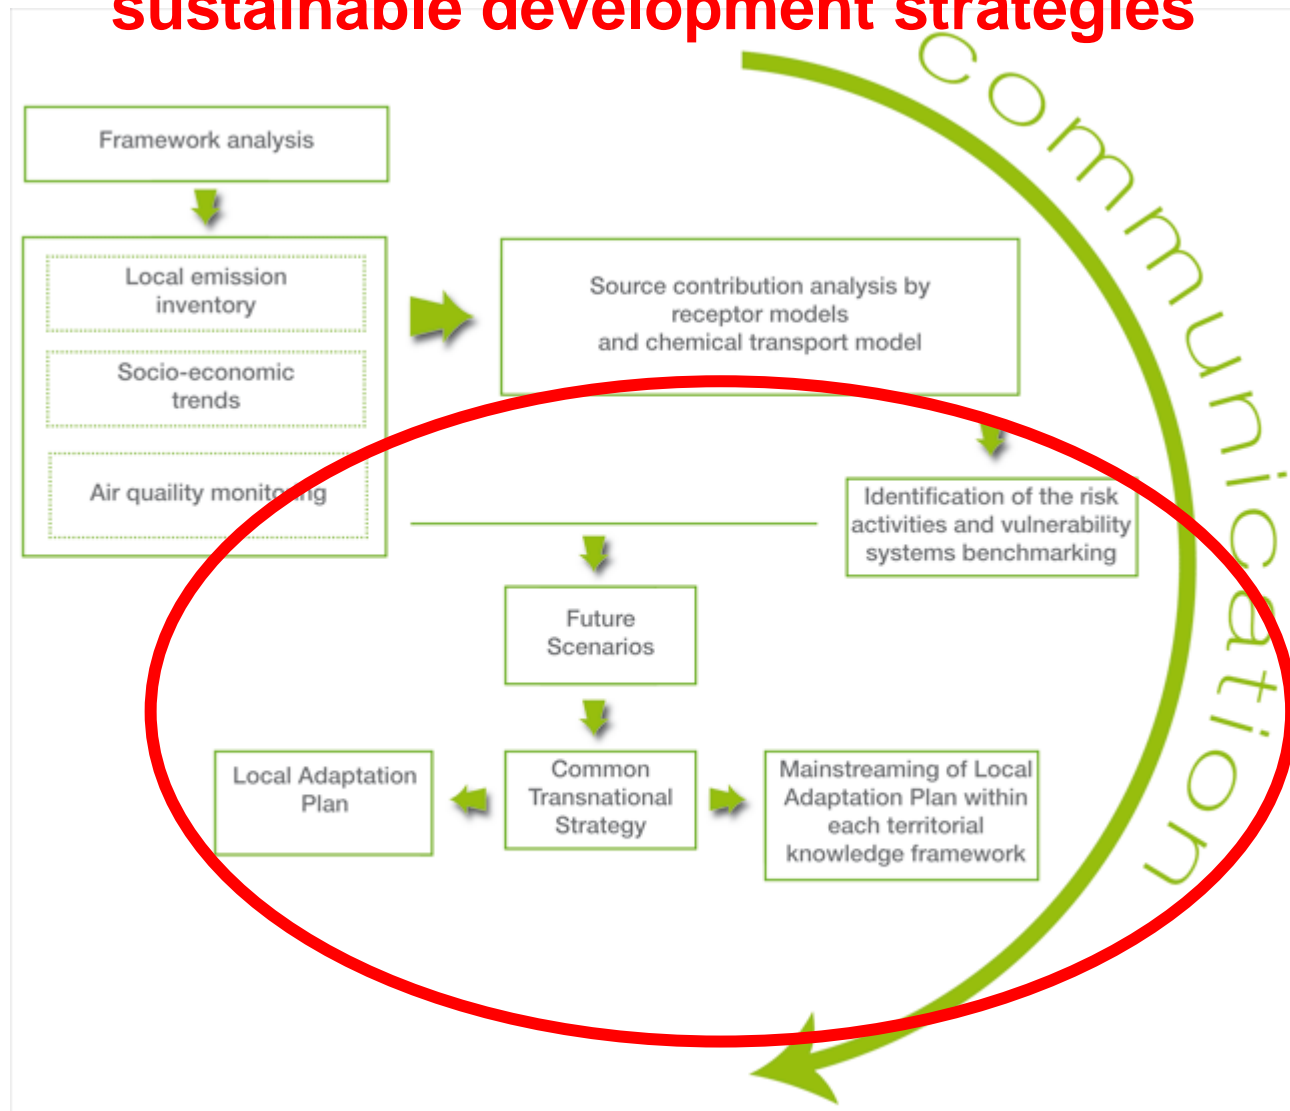 sustainable development strategies
communication
Framework analysis
Local emission
inventory
Socio-economic
trends
Air quaility monitoring
Source contribution analysis by
receptor models
and chemical transport model
Identification of the risk
activities and vulnerability
systems benchmarking
Future
Scenarios
Local Adaptation
Plan
Common
Transnational
Strategy
Mainstreaming of Local
Adaptation Plan within
each territorial
knowledge framework